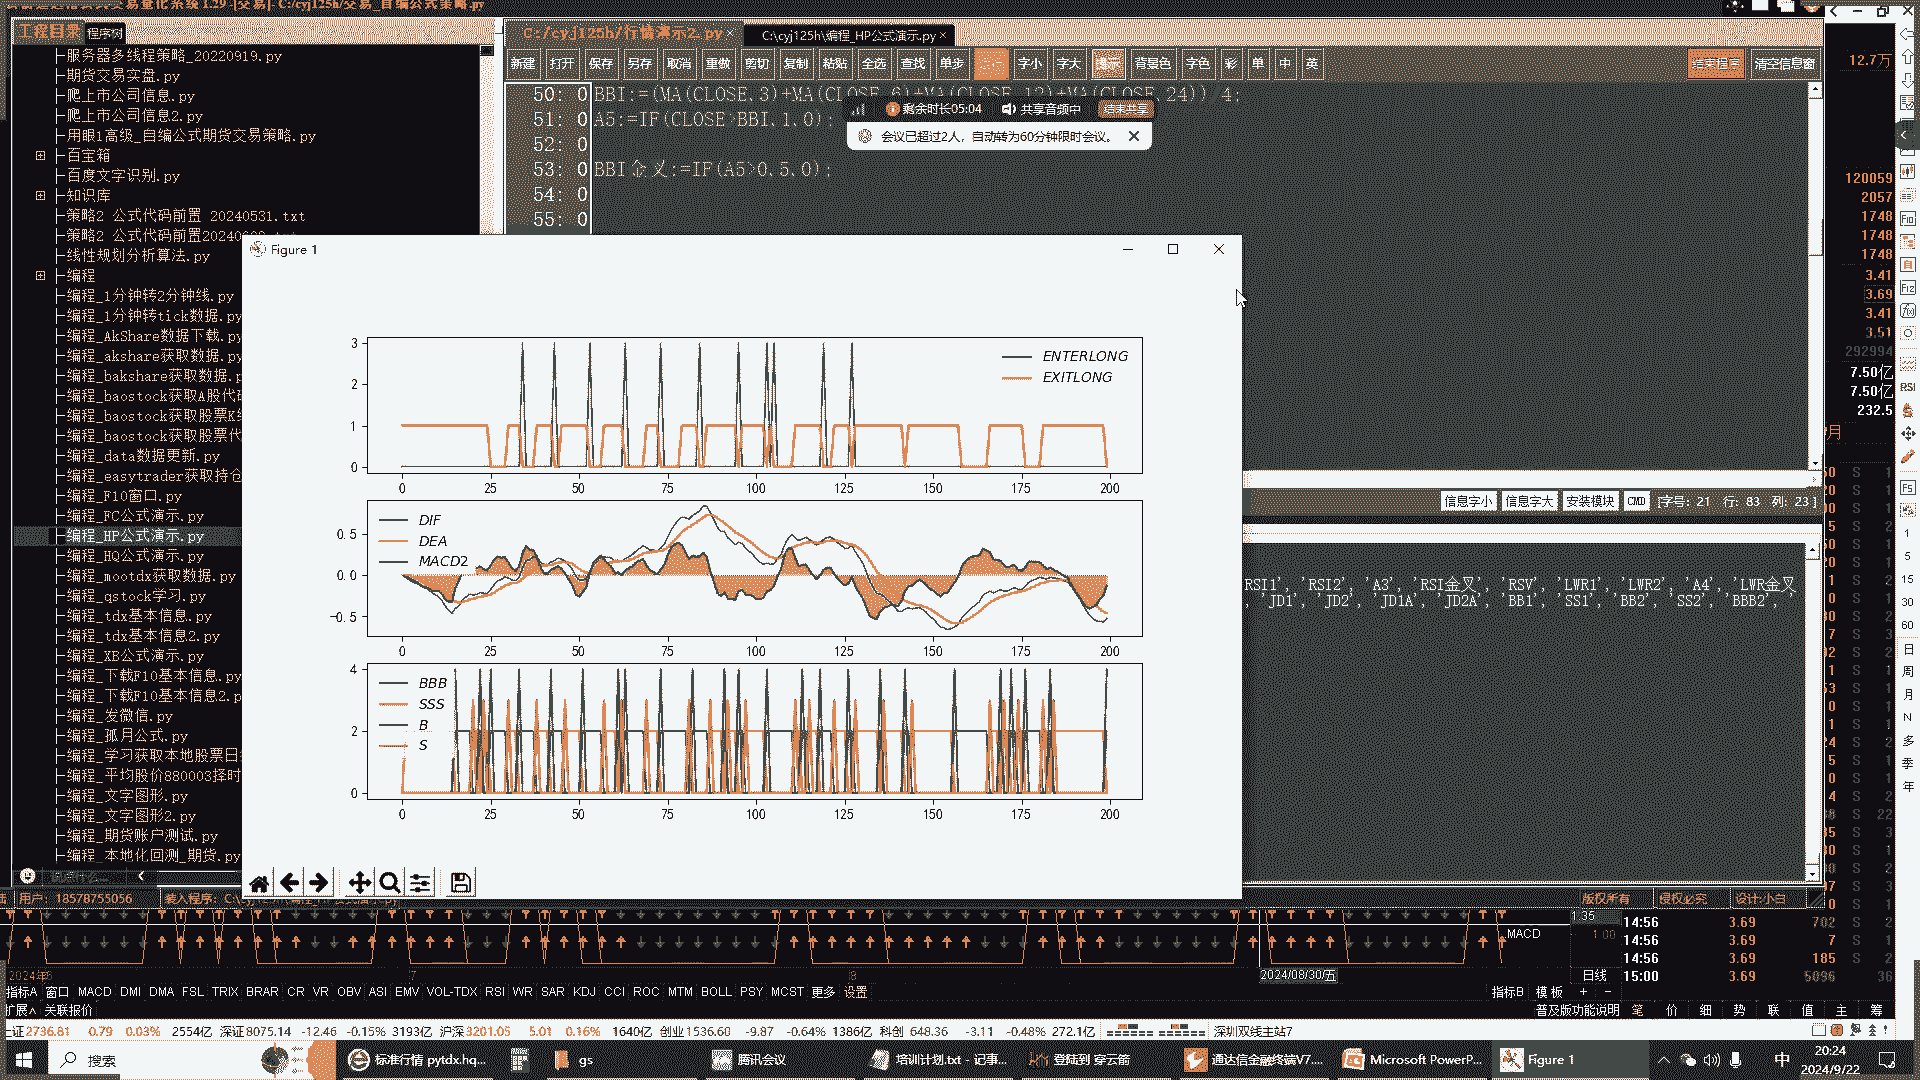 交易量化系统 1.29 -[交易]- C:/cyj125h/交易_自编公式策略.py
工程目录 程序树
服务器多线程策略_20220919.py
期货交易实盘.py
爬上市公司信息.py
爬上市公司信息2.py
用眼1高级_自编公式期货交易策略.py
百宝箱
百度文字识别.py
知识库
策略2 公式代码前置 20240531.txt
线性规划分析算法.py
编程
编程_1分钟转2分钟线.py
编程_1分钟转tick数据.py
编程_AkShare数据下载.py
编程_akshare获取数据.
编程_bakshare获取数据.
编程_baostock获取A股代
编程_baostock获取股票K
编程_baostock获取股票代
编程_data数据更新.py
编程_easytrader获取持仓
编程_F10窗口.py
编程_FC公式演示.py
编程_HP公式演示.py
编程_HQ公式演示.py
编程_mootdx获取数据.py
编程_qstock学习.py
编程_tdx基本信息.py
编程_tdx基本信息2.py
编程_XB公式演示.py
编程_下载F10基本信息.py
编程_下载F10基本信息2.p
编程_发微信.py
编程_孤月公式.py
编程_学习获取本地股票日
编程_平均股价880003择时
编程_文字图形.py
编程_文字图形2.py
编程_期货账户测试.py
编程_本地化回测_期货.py
C:/cyj125h/行情演示2.py× C:\cyj125h\编程_HP公式演示.py×
新建 打开 保存 另存 取消 重做 剪切 复制 粘贴 全选 查找 单步 字小 字大 提示 背景色 字色 彩 单 中 英 结束程序 清空信息窗
50: 0 BBI:=(MA(CLOSE,3)+MA(CLOSE,6)+MA(CLOSE,12)+MA(CLOSE,24)) 4;
51: 0 A5:=IF(CLOSE>BBI,1,0);
52: 0
53: 0 BBI金叉:=IF(A5>0,5,0);
54: 0
55: 0
剩余时长05:04 共享音频中 结束共享
会议已超过2人，自动转为60分钟限时会议。
Figure 1
ENTERLONG
EXITLONG
3
2
1
0
0 25 50 75 100 125 150 175 200
DIF
DEA
MACD2
0.5
0.0
-0.5
0 25 50 75 100 125 150 175 200
BBB
SSS
B
S
4
2
0
0 25 50 75 100 125 150 175 200
信息字小 信息字大 安装模块 CMD [字号: 21 行: 83 列: 23 ]
RSI1', 'RSI2', 'A3', 'RSI金叉', 'RSV', 'LWR1', 'LWR2', 'A4', 'LWR金叉
, 'JD1', 'JD2', 'JD1A', 'JD2A', 'BB1', 'SS1', 'BB2', 'SS2', 'BBB2', '
12.7万
120059
2057
1748
1748
1748
3.41
3.69
3.41
3.51
292994
7.50亿
7.50亿
232.5
用户: 18578755056
版权所有 侵权必究 设计:小白
1.35
MACD
1.00
14:56 3.69 702
14:56 3.69 7
14:56 3.69 185
15:00 3.69 5096 36
2024/08/30/五
日线
指标A 窗口 MACD DMI DMA FSL TRIX BRAR CR VR OBV ASI EMV VOL-TDX RSI WR SAR KDJ CCI ROC MTM BOLL PSY MCST 更多 设置
指标B 模板 + -
扩展∧ 关联报价
普及版功能说明 笔 价 细 势 联 值 主 筹
上证2736.81 0.79 0.03% 2554亿 深证8075.14 -12.46 -0.15% 3193亿 沪深3201.05 5.01 0.16% 1640亿 创业1536.60 -9.87 -0.64% 1386亿 科创 648.36 -3.11 -0.48% 272.1亿
深圳双线主站7
搜索
标准行情 pytdx.hq...
gs
腾讯会议
培训计划.txt - 记事...
登陆到 穿云箭
通达信金融终端V7....
Microsoft PowerP...
Figure 1
中
20:24
2024/9/22